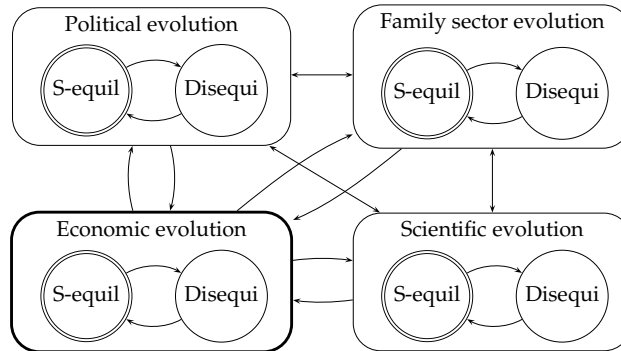 Political evolution
S-equil Disequi
Family sector evolution
S-equil Disequi
Economic evolution
S-equil Disequi
Scientific evolution
S-equil Disequi